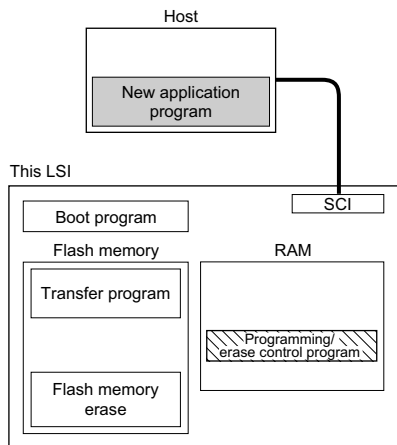 Host
New application
program
This LSI
SCI
Boot program
Flash memory
RAM
Transfer program
Programming/
erase control program
Flash memory
erase